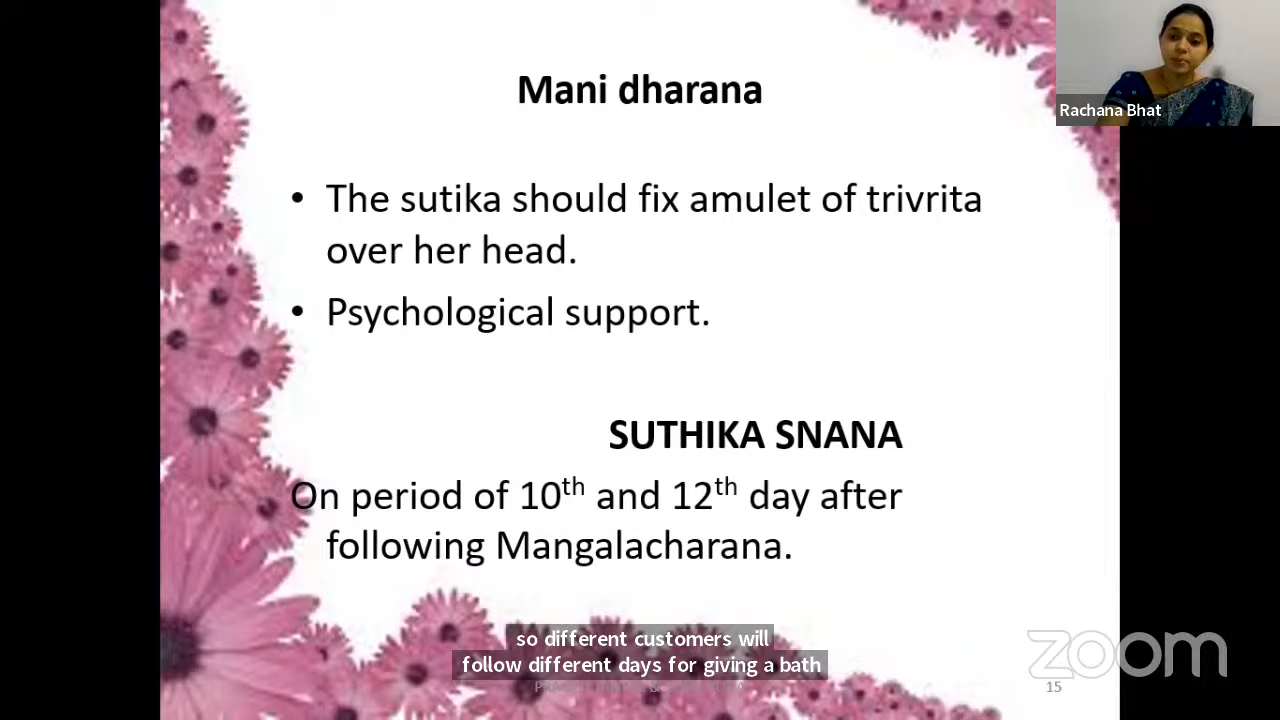 Mani dharana
Rachana Bhat
• The sutika should fix amulet of trivrita
over her head.
• Psychological support.
SUTHIKA SNANA
On period of 10th and 12th day after
following Mangalacharana.
so different customers will
follow different days for giving a bath
zoom
15